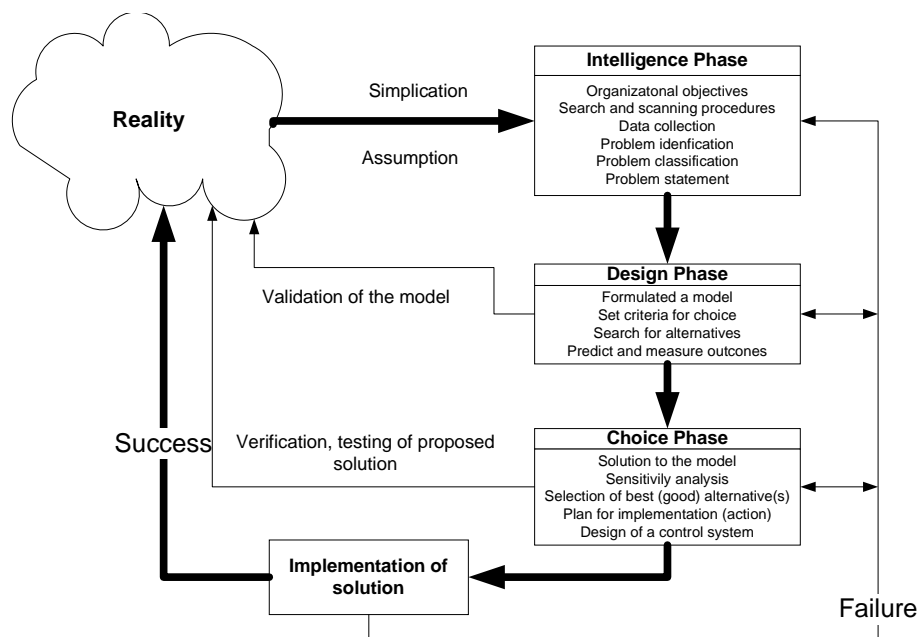 Reality
Simplication
Assumption
Intelligence Phase
Organizatonal objectives
Search and scanning procedures
Data collection
Problem idenfication
Problem classification
Problem statement
Validation of the model
Design Phase
Formulated a model
Set criteria for choice
Search for alternatives
Predict and measure outcomes
Success
Verification, testing of proposed
solution
Choice Phase
Solution to the model
Sensitivily analysis
Selection of best (good) alternative(s)
Plan for implementation (action)
Design of a control system
Implementation of
solution
Failure